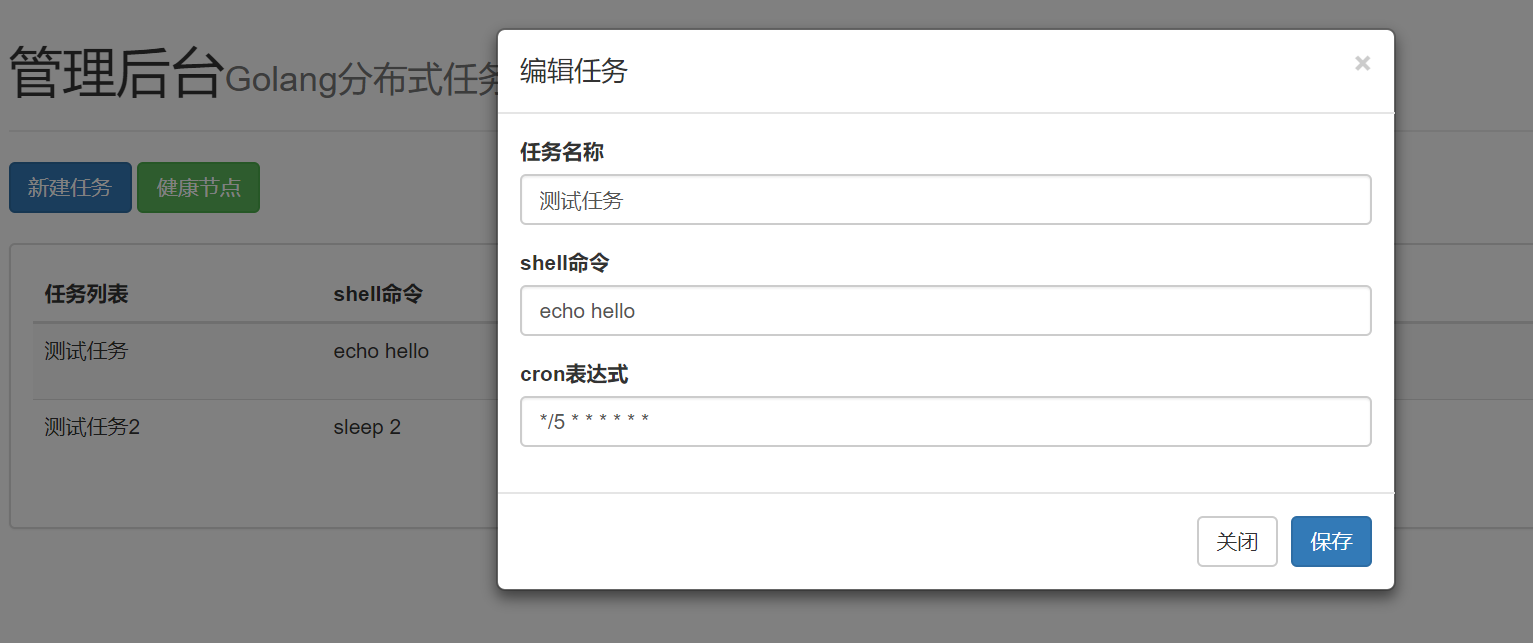 管理后台Golang分布式任务
新建任务 健康节点
任务列表 shell命令
测试任务 echo hello
测试任务2 sleep 2
编辑任务 ×
任务名称
测试任务
shell命令
echo hello
cron表达式
*/5 * * * * * *
关闭 保存